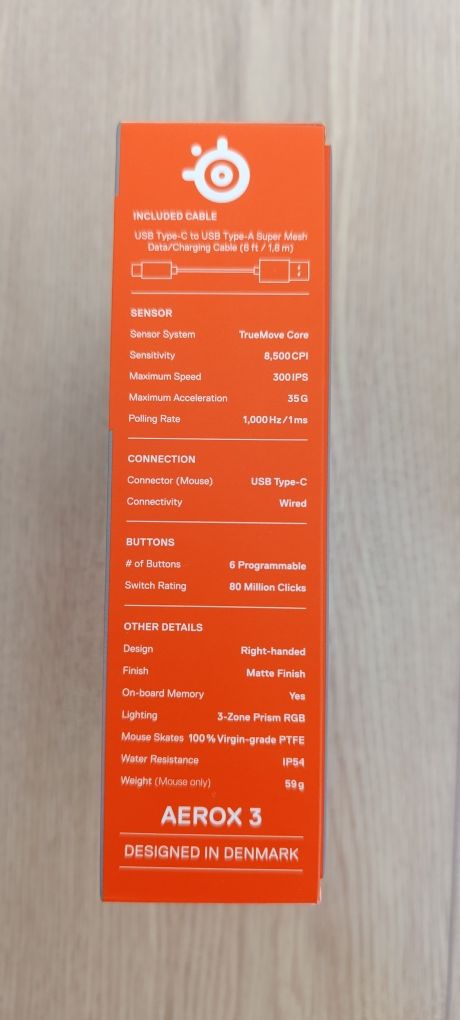 INCLUDED CABLE
USB Type-C to USB Type-A Super Mesh
Data/Charging Cable (6 ft / 1,8 m)
SENSOR
Sensor System TrueMove Core
Sensitivity 8,500 CPI
Maximum Speed 300 IPS
Maximum Acceleration 35 G
Polling Rate 1,000 Hz / 1 ms
CONNECTION
Connector (Mouse) USB Type-C
Connectivity Wired
BUTTONS
# of Buttons 6 Programmable
Switch Rating 80 Million Clicks
OTHER DETAILS
Design Right-handed
Finish Matte Finish
On-board Memory Yes
Lighting 3-Zone Prism RGB
Mouse Skates 100% Virgin-grade PTFE
Water Resistance IP54
Weight (Mouse only) 59 g
AEROX 3
DESIGNED IN DENMARK